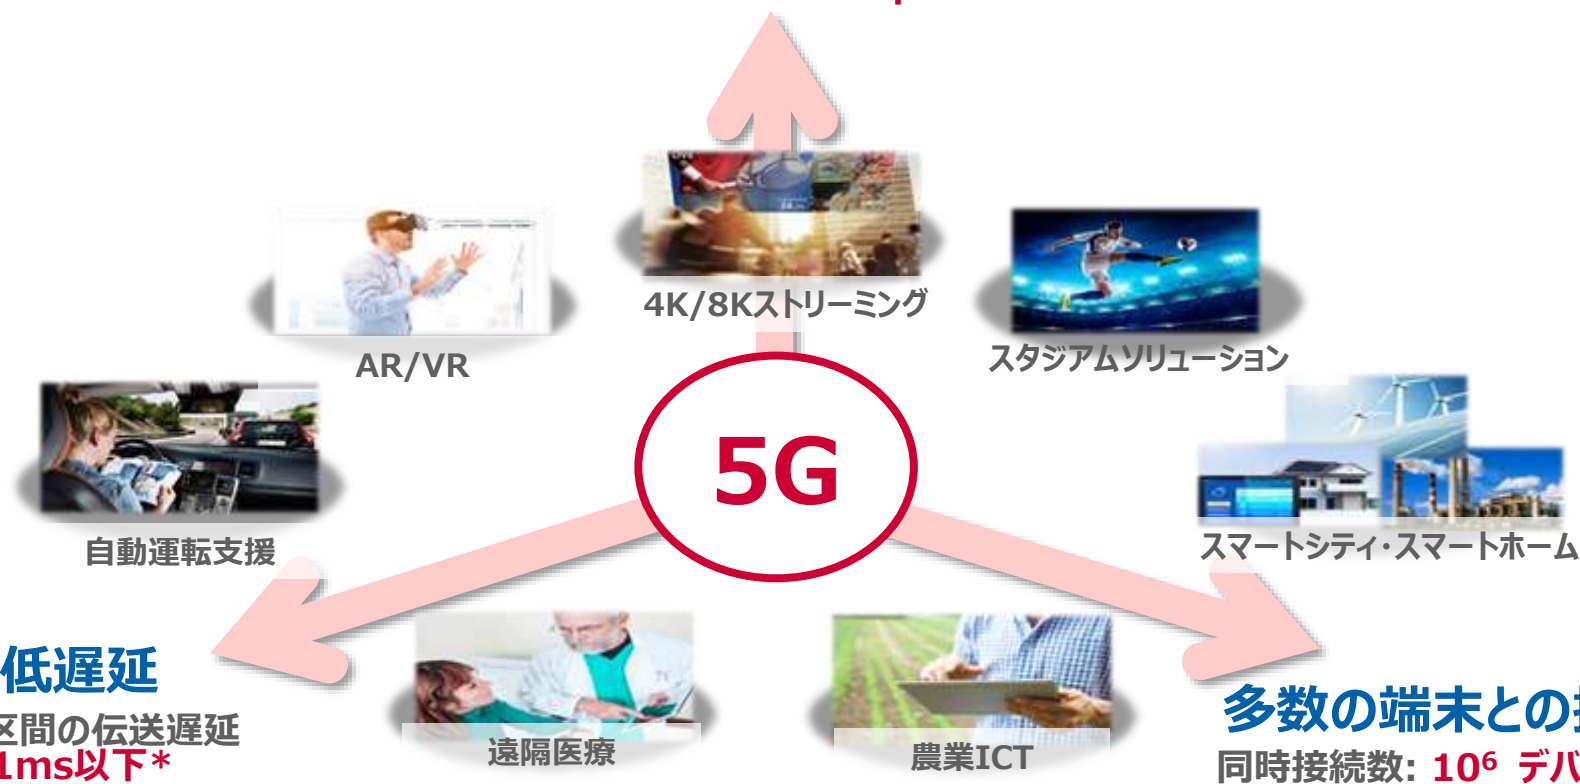 4K/8Kストリーミング
AR/VR
スタジアムソリューション
5G
自動運転支援
スマートシティ・スマートホーム
低遅延
区間の伝送遅延
1ms以下*
遠隔医療
農業ICT
多数の端末との
同時接続数: 10⁶ デバ